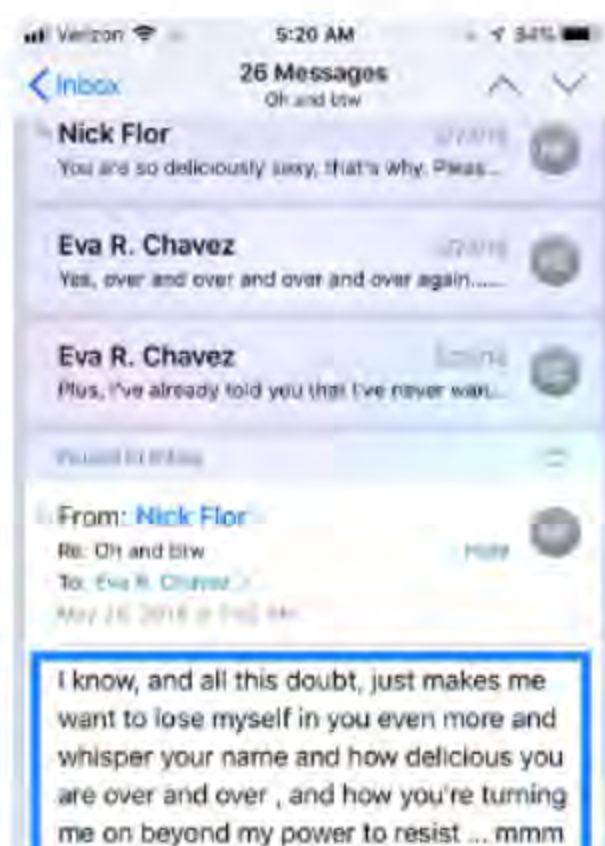 Verizon 5:20 AM 84%
Inbox 26 Messages
Oh and btw
Nick Flor
You are so deliciously sexy, that's why. Pleas...
Eva R. Chavez
Yes, over and over and over and over again......
Eva R. Chavez
Plus, I've already told you that I've never wan...
From: Nick Flor
Re: Oh and btw Hide
To: Eva R. Chavez >
I know, and all this doubt, just makes me
want to lose myself in you even more and
whisper your name and how delicious you
are over and over , and how you're turning
me on beyond my power to resist ... mmm